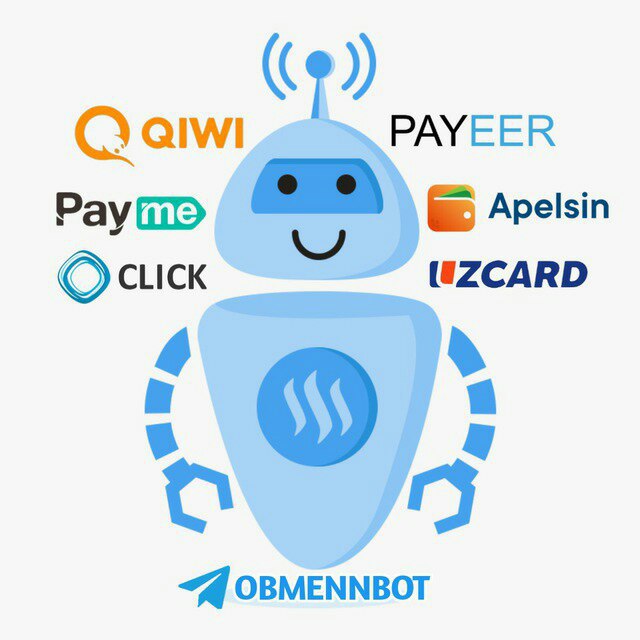 QIWI
PAYEER
Payme
Apelsin
CLICK
UZCARD
OBMENNBOT